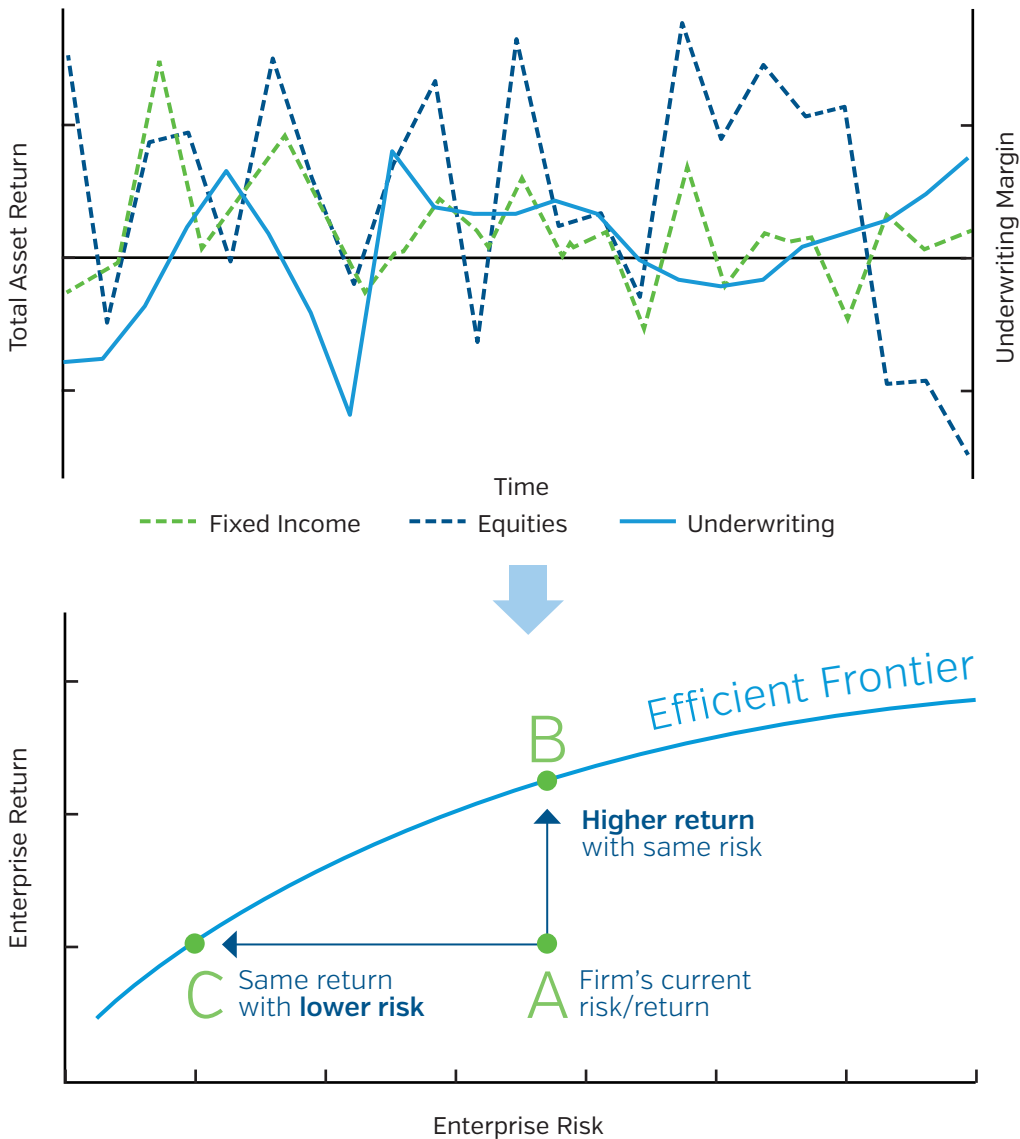 Total Asset Return
Underwriting Margin
Time
Fixed Income
Equities
Underwriting
Efficient Frontier
B
Higher return
with same risk
Enterprise Return
C
Same return
with lower risk
A
Firm's current
risk/return
Enterprise Risk